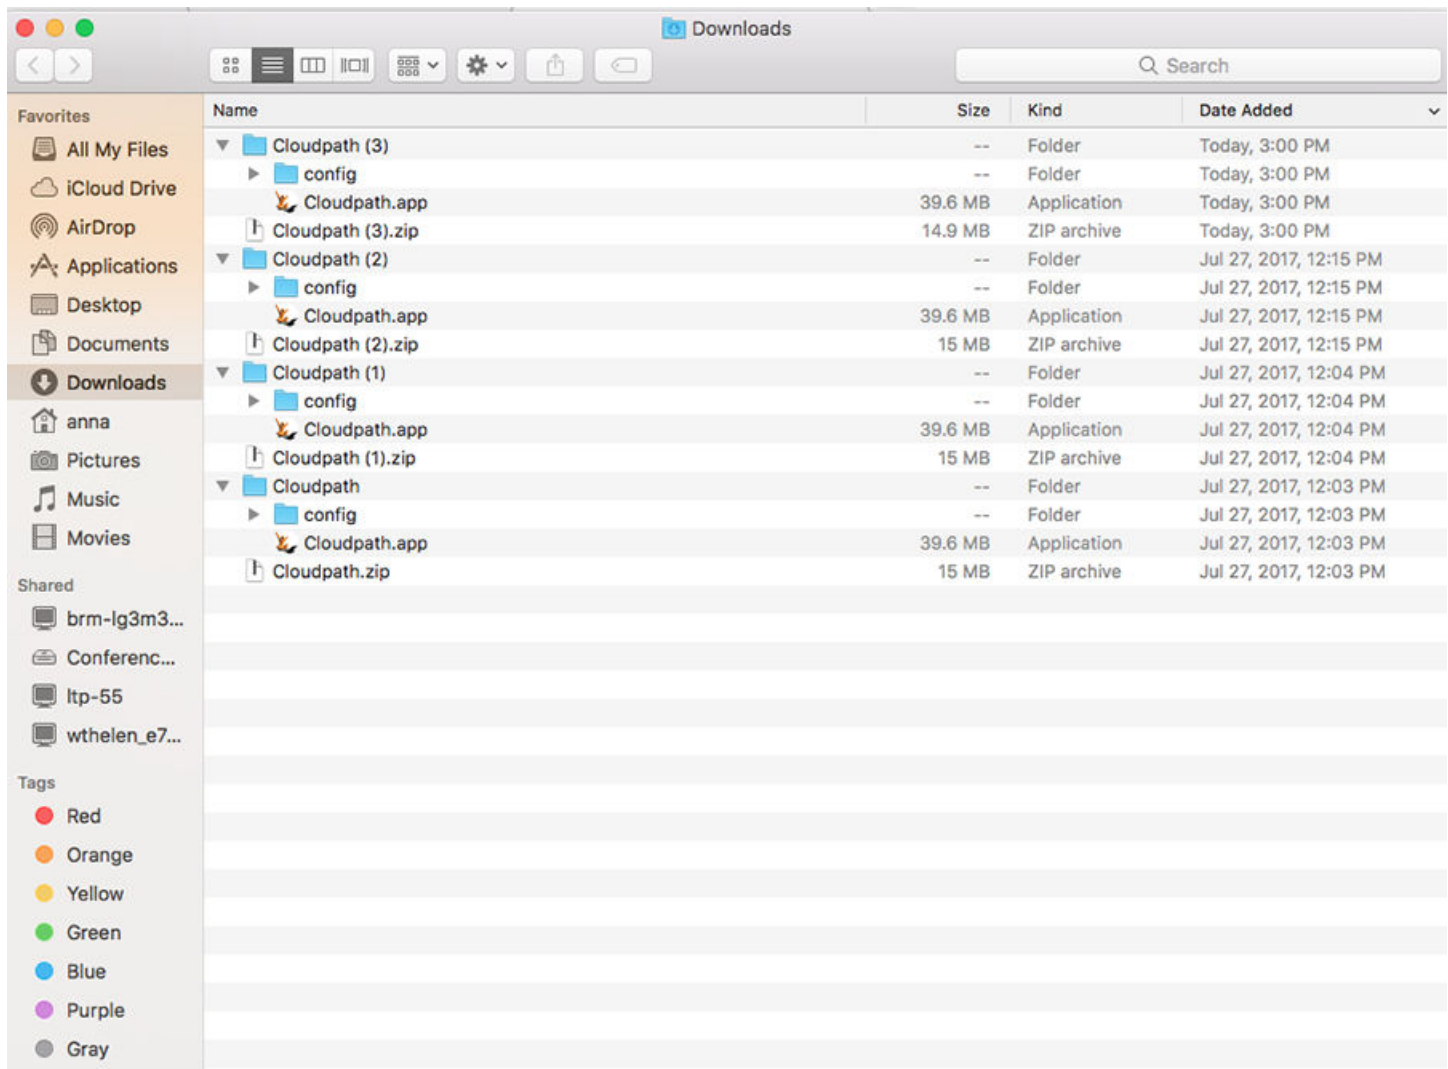 Downloads
Search
Favorites
All My Files
iCloud Drive
AirDrop
Applications
Desktop
Documents
Downloads
anna
Pictures
Music
Movies
Shared
brm-lg3m3...
Conferenc...
ltp-55
wthelen_e7...
Tags
Red
Orange
Yellow
Green
Blue
Purple
Gray
Name Size Kind Date Added
Cloudpath (3) -- Folder Today, 3:00 PM
config -- Folder Today, 3:00 PM
Cloudpath.app 39.6 MB Application Today, 3:00 PM
Cloudpath (3).zip 14.9 MB ZIP archive Today, 3:00 PM
Cloudpath (2) -- Folder Jul 27, 2017, 12:15 PM
config -- Folder Jul 27, 2017, 12:15 PM
Cloudpath.app 39.6 MB Application Jul 27, 2017, 12:15 PM
Cloudpath (2).zip 15 MB ZIP archive Jul 27, 2017, 12:15 PM
Cloudpath (1) -- Folder Jul 27, 2017, 12:04 PM
config -- Folder Jul 27, 2017, 12:04 PM
Cloudpath.app 39.6 MB Application Jul 27, 2017, 12:04 PM
Cloudpath (1).zip 15 MB ZIP archive Jul 27, 2017, 12:04 PM
Cloudpath -- Folder Jul 27, 2017, 12:03 PM
config -- Folder Jul 27, 2017, 12:03 PM
Cloudpath.app 39.6 MB Application Jul 27, 2017, 12:03 PM
Cloudpath.zip 15 MB ZIP archive Jul 27, 2017, 12:03 PM